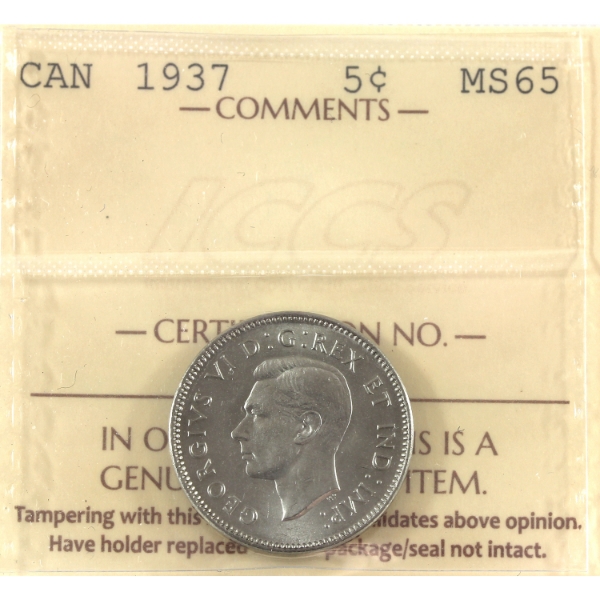 CAN 1937 5¢ MS65
— COMMENTS —
ICCS
— CERT ON NO. —
IN O S IS A
GENU ITEM.
Tampering with this idates above opinion.
Have holder replaced package/seal not intact.
GEORGIVS VI D:G:REX ET IND:IMP: